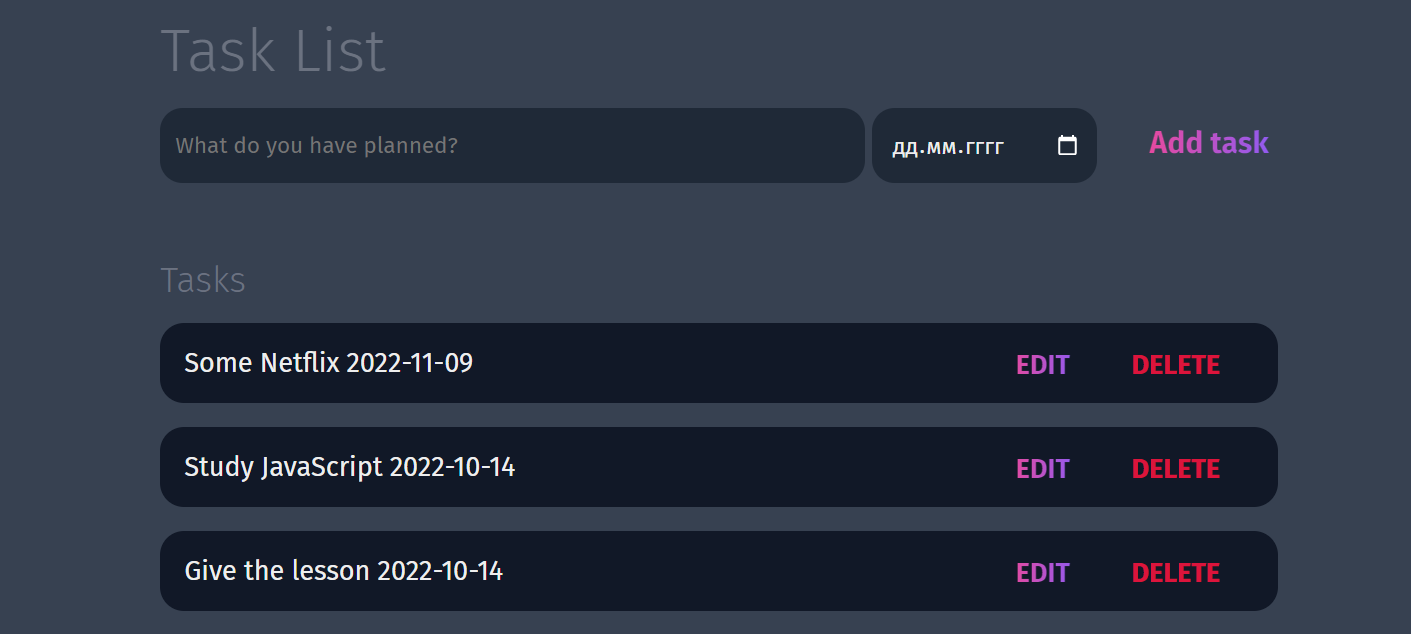 Task List
What do you have planned? дд.мм.гггг Add task
Tasks
Some Netflix 2022-11-09 EDIT DELETE
Study JavaScript 2022-10-14 EDIT DELETE
Give the lesson 2022-10-14 EDIT DELETE